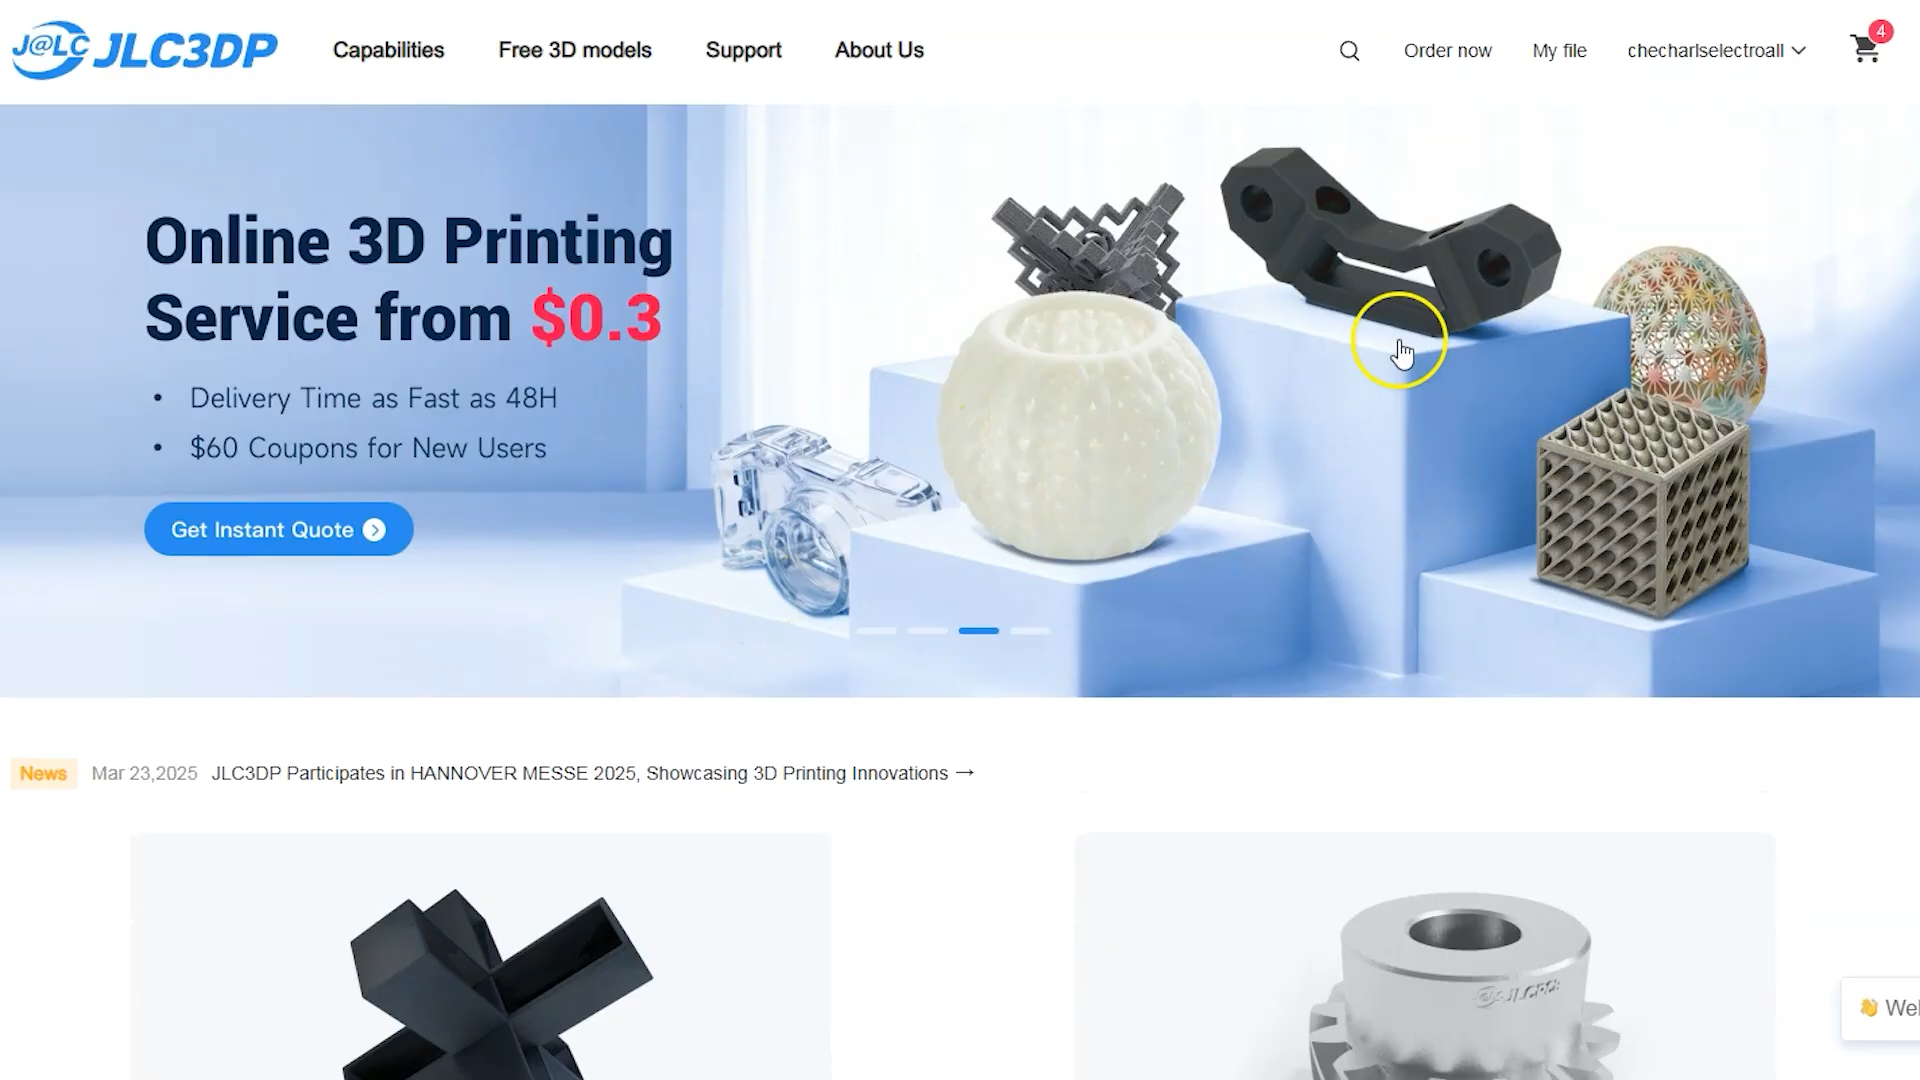 J@LC JLC3DP
Capabilities
Free 3D models
Support
About Us
Order now
My file
checharlselectroall
4
Online 3D Printing
Service from $0.3
• Delivery Time as Fast as 48H
• $60 Coupons for New Users
Get Instant Quote
News Mar 23,2025 JLC3DP Participates in HANNOVER MESSE 2025, Showcasing 3D Printing Innovations →
👋 Wel